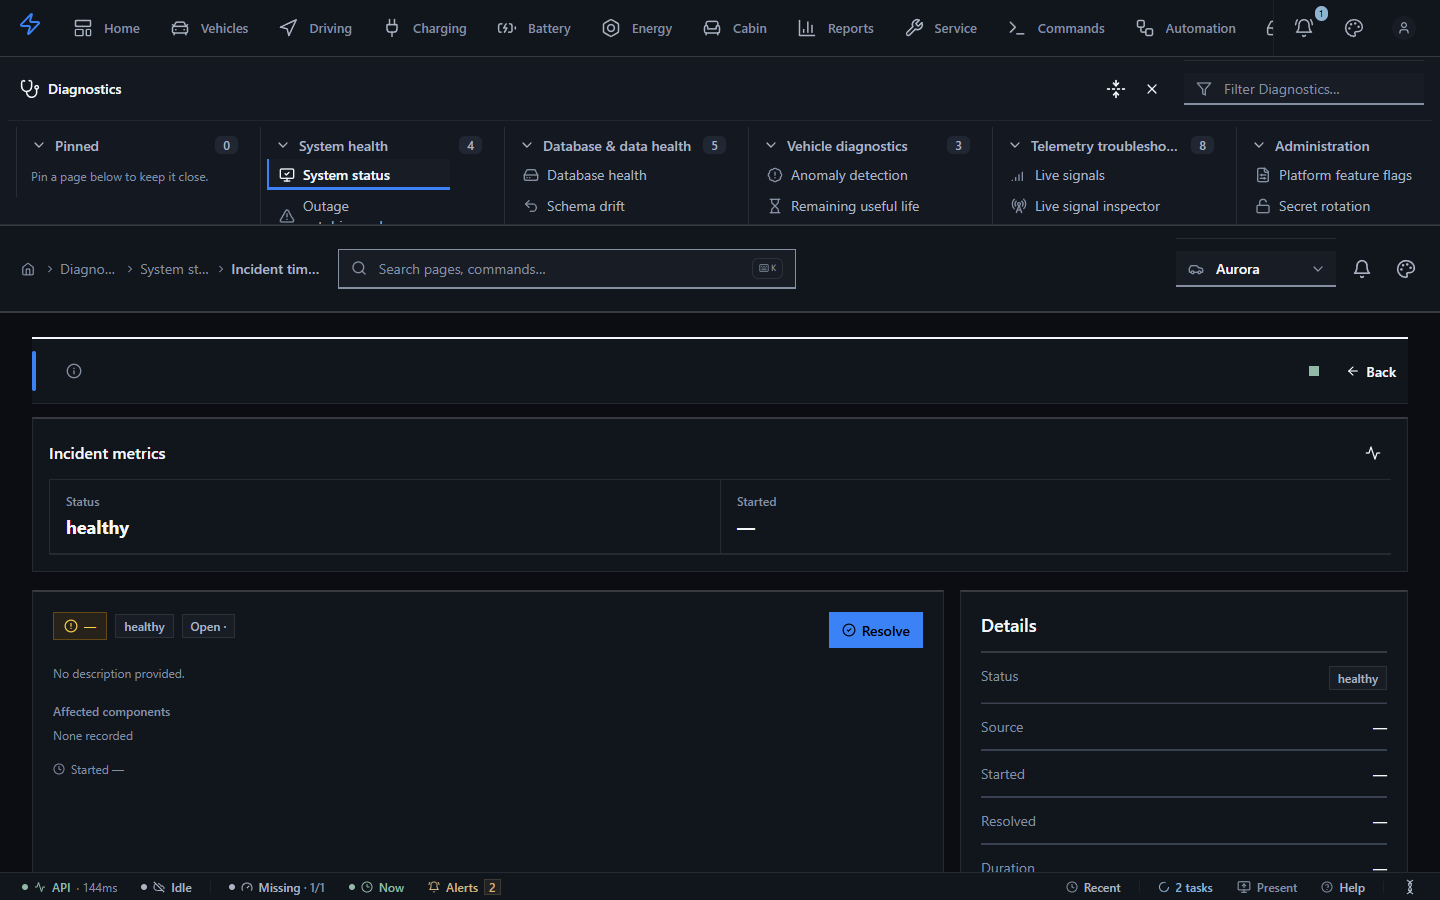 Home Vehicles Driving Charging Battery Energy Cabin Reports Service Commands Automation 1
Diagnostics Filter Diagnostics...
Pinned 0 System health 4 Database & data health 5 Vehicle diagnostics 3 Telemetry troublesho... 8 Administration
Pin a page below to keep it close. System status Database health Anomaly detection Live signals Platform feature flags
Outage Schema drift Remaining useful life Live signal inspector Secret rotation
Diagno... System st... Incident tim... Search pages, commands... K Aurora
Back
Incident metrics
Status Started
healthy —
— healthy Open · Resolve Details
No description provided. Status healthy
Affected components
None recorded Source —
Started — Started —
Resolved —
Duration —
API · 144ms Idle Missing · 1/1 Now Alerts 2 Recent 2 tasks Present Help